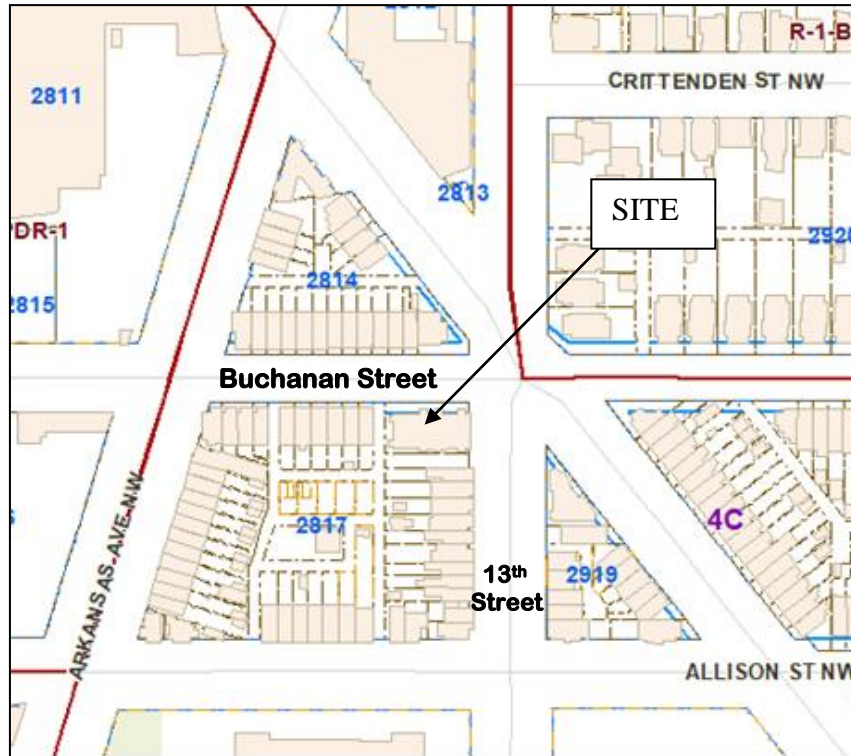 R-1-B
CRITTENDEN ST NW
2811
2813
SITE
PDR-1
2814
2815
Buchanan Street
2817
4C
13th
Street
2919
ARKANSAS AVE NW
ALLISON ST NW